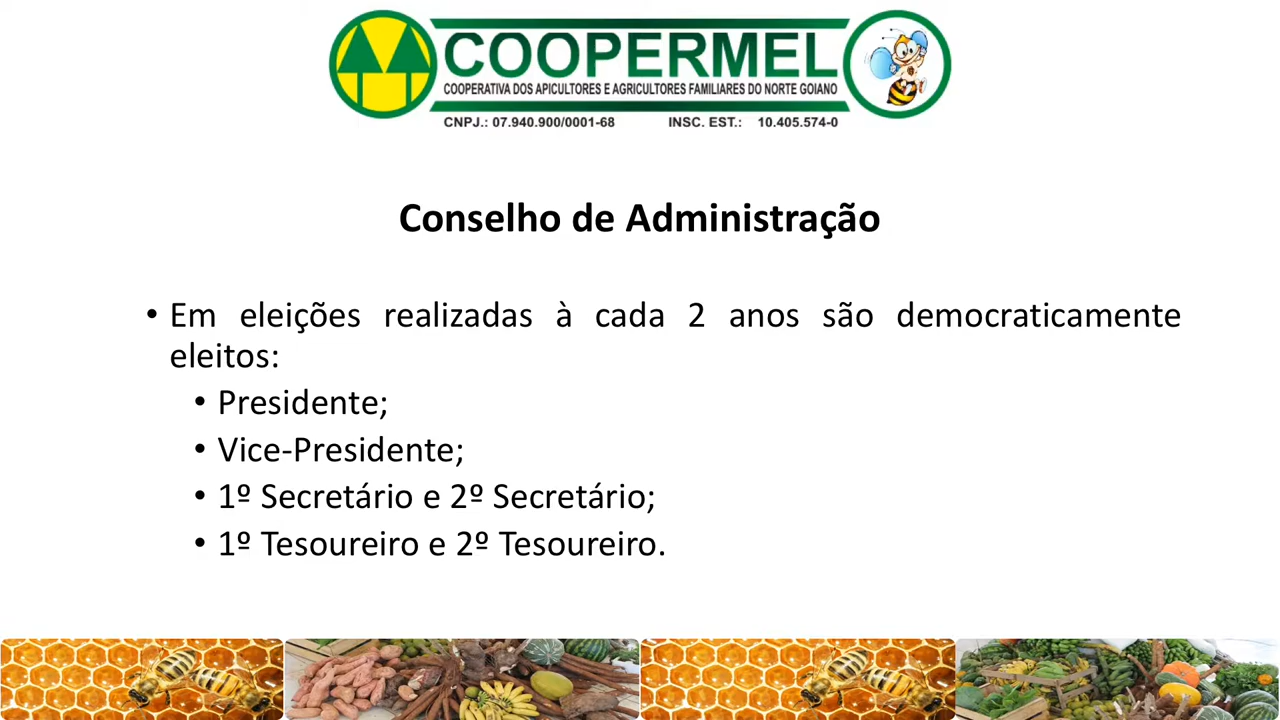 COOPERMEL
COOPERATIVA DOS APICULTORES E AGRICULTORES FAMILIARES DO NORTE GOIANO
CNPJ.: 07.940.900/0001-68 INSC. EST.: 10.405.574-0
Conselho de Administração
• Em eleições realizadas à cada 2 anos são democraticamente
eleitos:
• Presidente;
• Vice-Presidente;
• 1º Secretário e 2º Secretário;
• 1º Tesoureiro e 2º Tesoureiro.